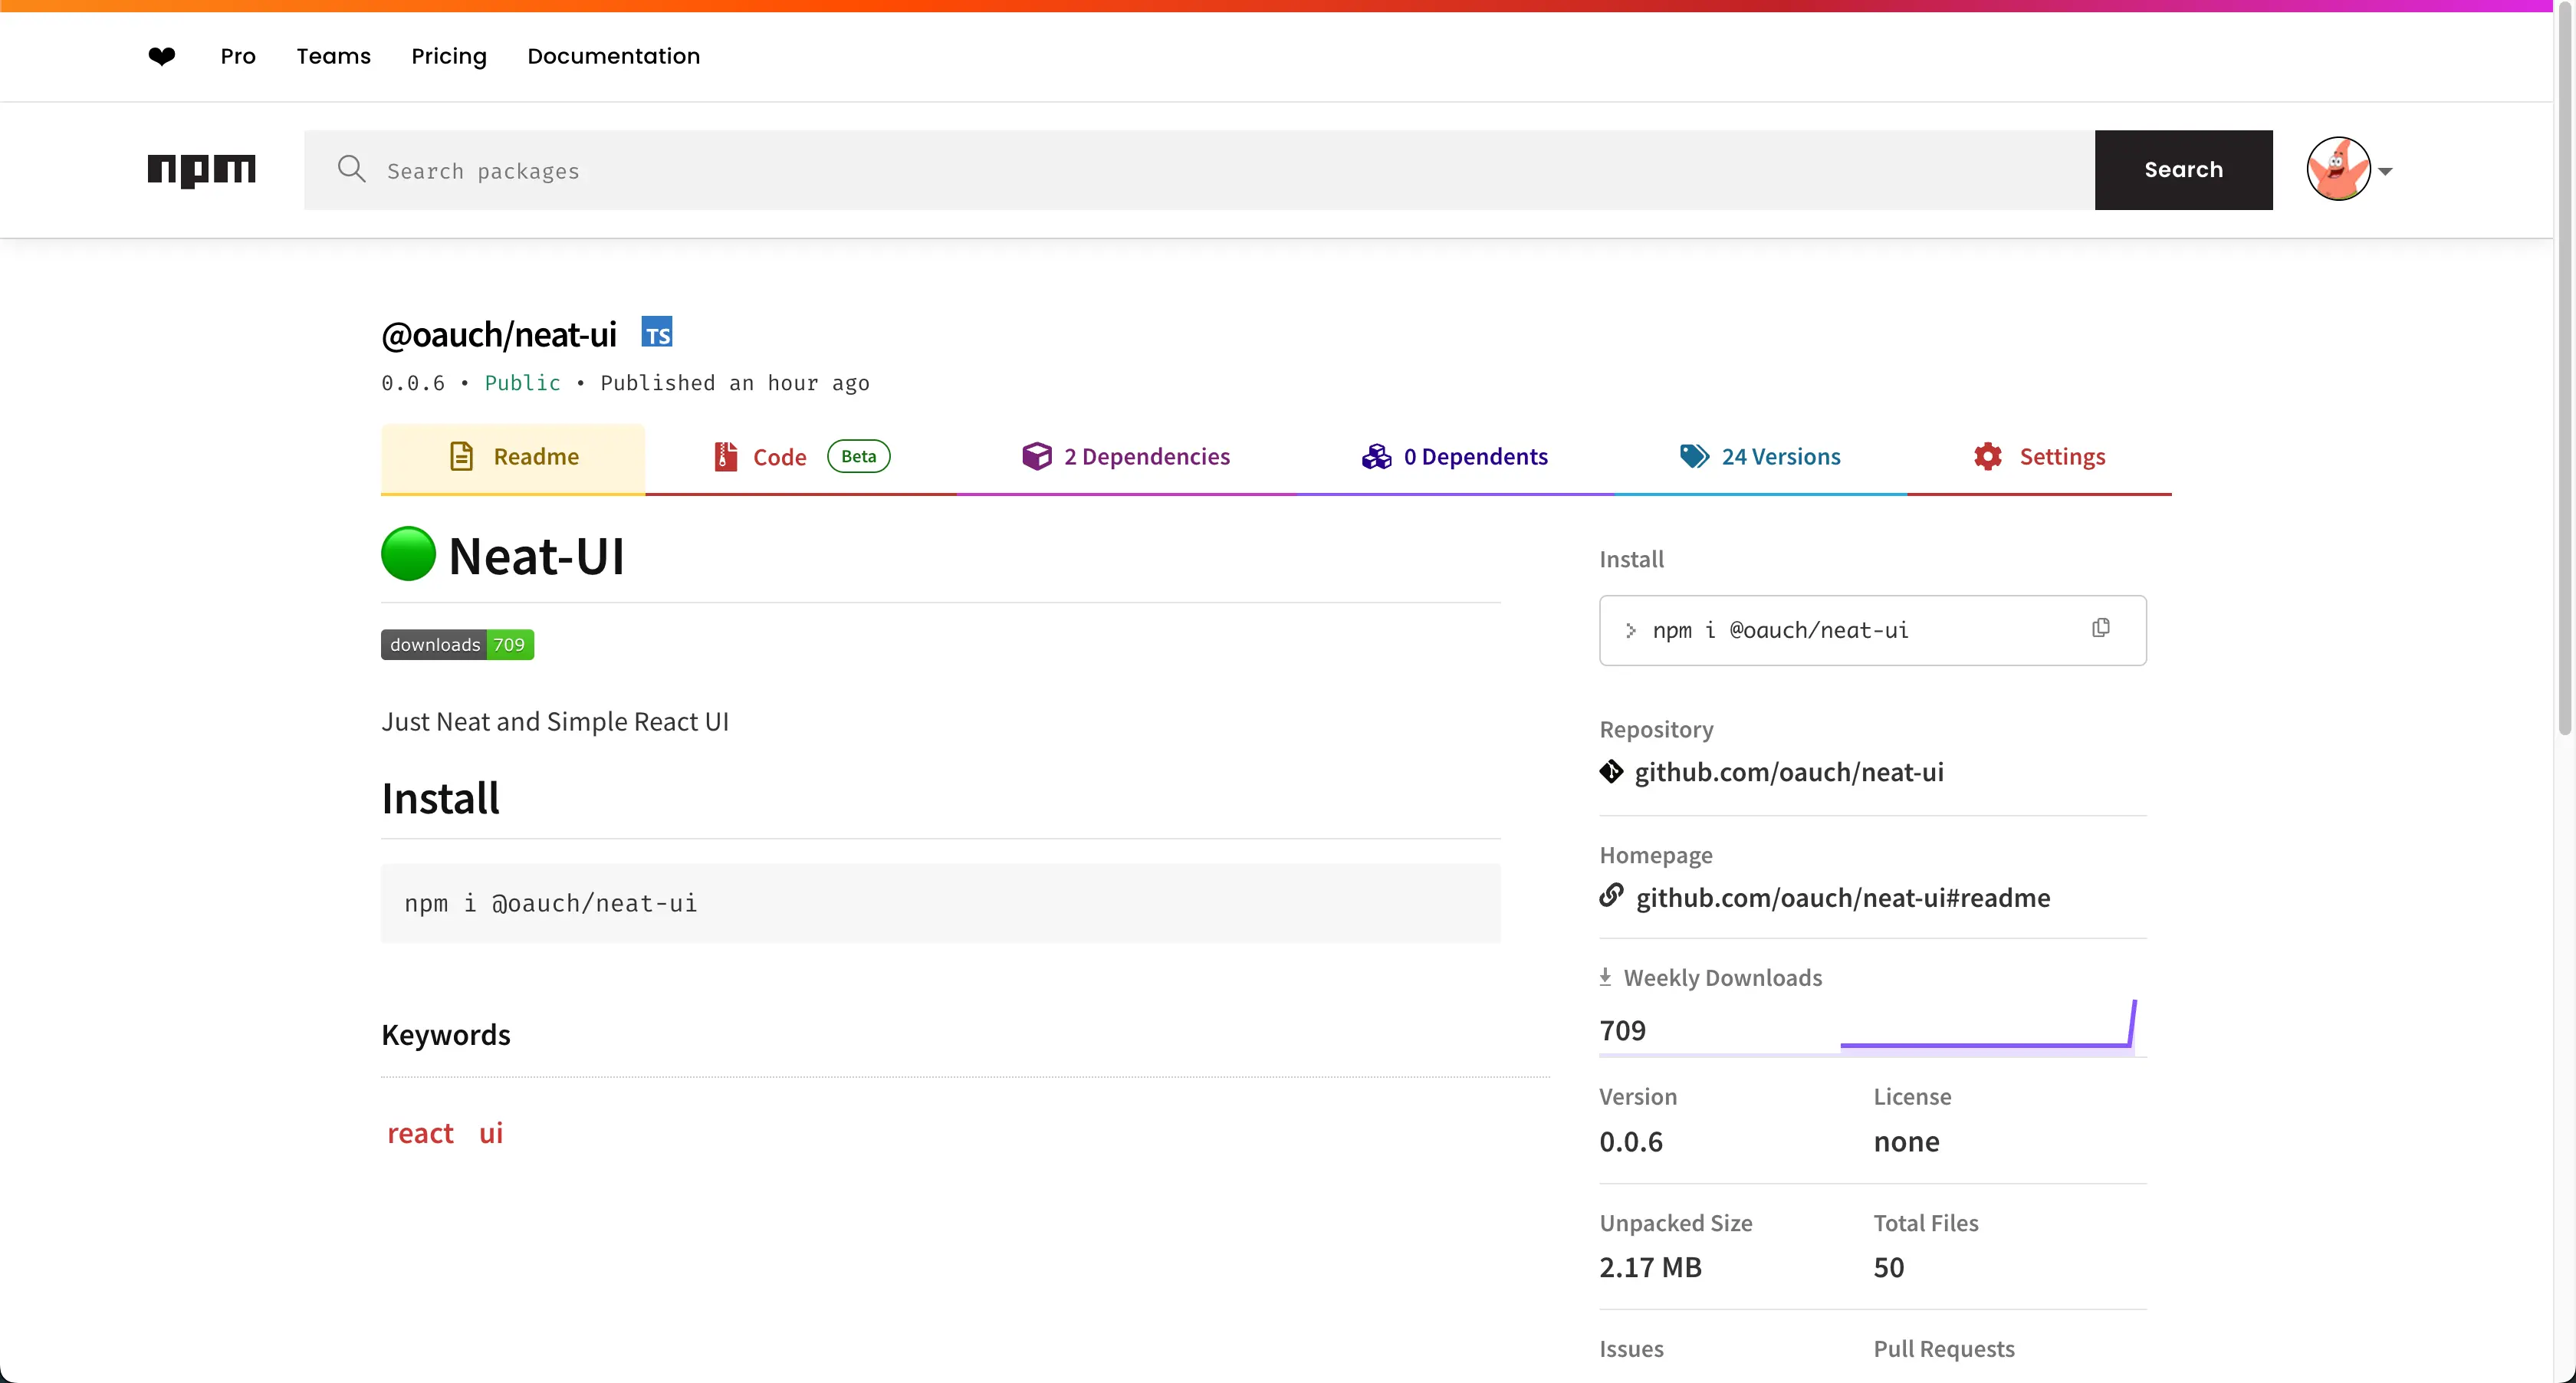 ❤ Pro Teams Pricing Documentation
npm Search packages Search
@oauch/neat-ui TS
0.0.6 • Public • Published an hour ago
Readme Code Beta 2 Dependencies 0 Dependents 24 Versions Settings
Neat-UI
downloads 709
Just Neat and Simple React UI
Install
npm i @oauch/neat-ui
Keywords
react ui
Install
> npm i @oauch/neat-ui
Repository
github.com/oauch/neat-ui
Homepage
github.com/oauch/neat-ui#readme
Weekly Downloads
709
Version License
0.0.6 none
Unpacked Size Total Files
2.17 MB 50
Issues Pull Requests